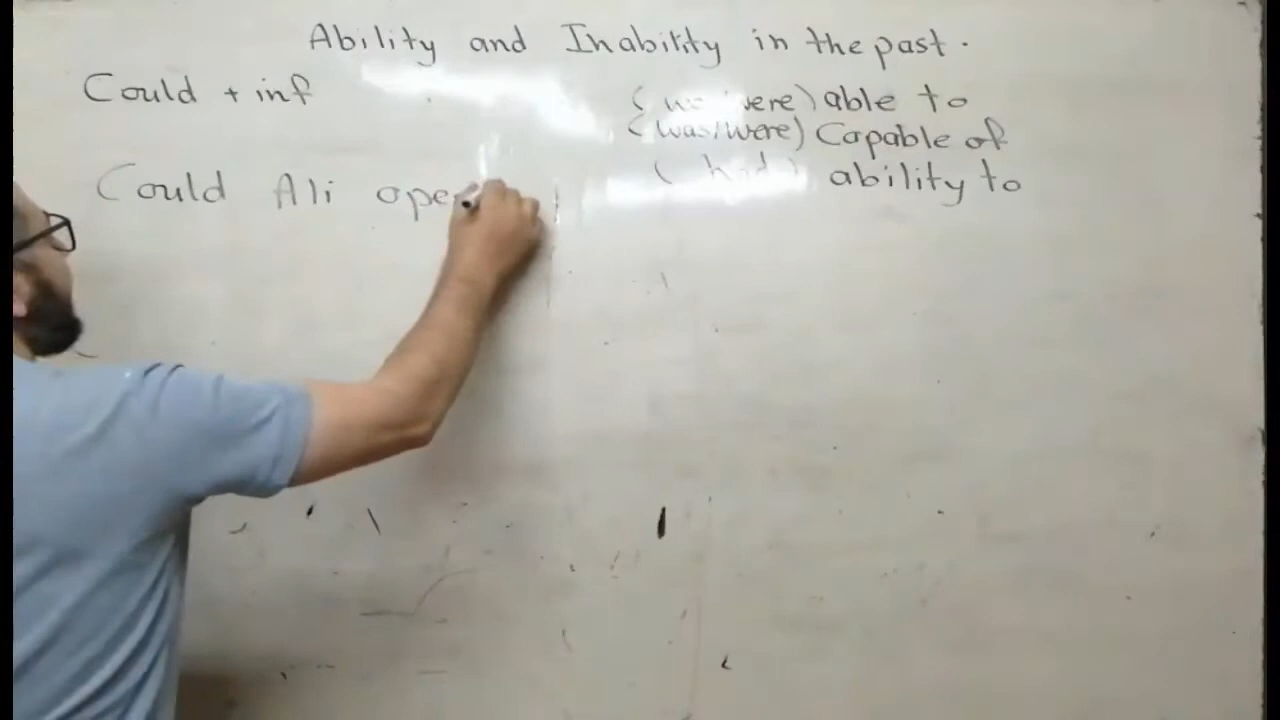 Ability and Inability in the past.
Could + inf
(were) able to
(was/were) Capable of
(had) ability to
Could Ali ope